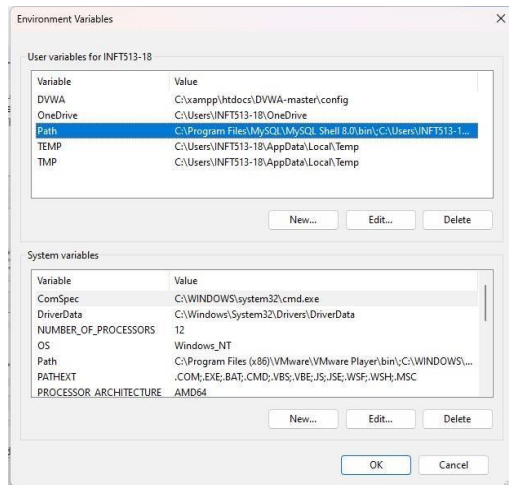 Environment Variables
User variables for INFT513-18
Variable Value
DVWA C:\xampp\htdocs\DVWA-master\config
OneDrive C:\Users\INFT513-18\OneDrive
Path C:\Program Files\MySQL\MySQL Shell 8.0\bin\;C:\Users\INFT513-1...
TEMP C:\Users\INFT513-18\AppData\Local\Temp
TMP C:\Users\INFT513-18\AppData\Local\Temp
New... Edit... Delete
System variables
Variable Value
ComSpec C:\WINDOWS\system32\cmd.exe
DriverData C:\Windows\System32\Drivers\DriverData
NUMBER_OF_PROCESSORS 12
OS Windows_NT
Path C:\Program Files (x86)\VMware\VMware Player\bin\;C:\WINDOWS\...
PATHEXT .COM;.EXE;.BAT;.CMD;.VBS;.VBE;.JS;.JSE;.WSF;.WSH;.MSC
PROCESSOR_ARCHITECTURE AMD64
New... Edit... Delete
OK Cancel